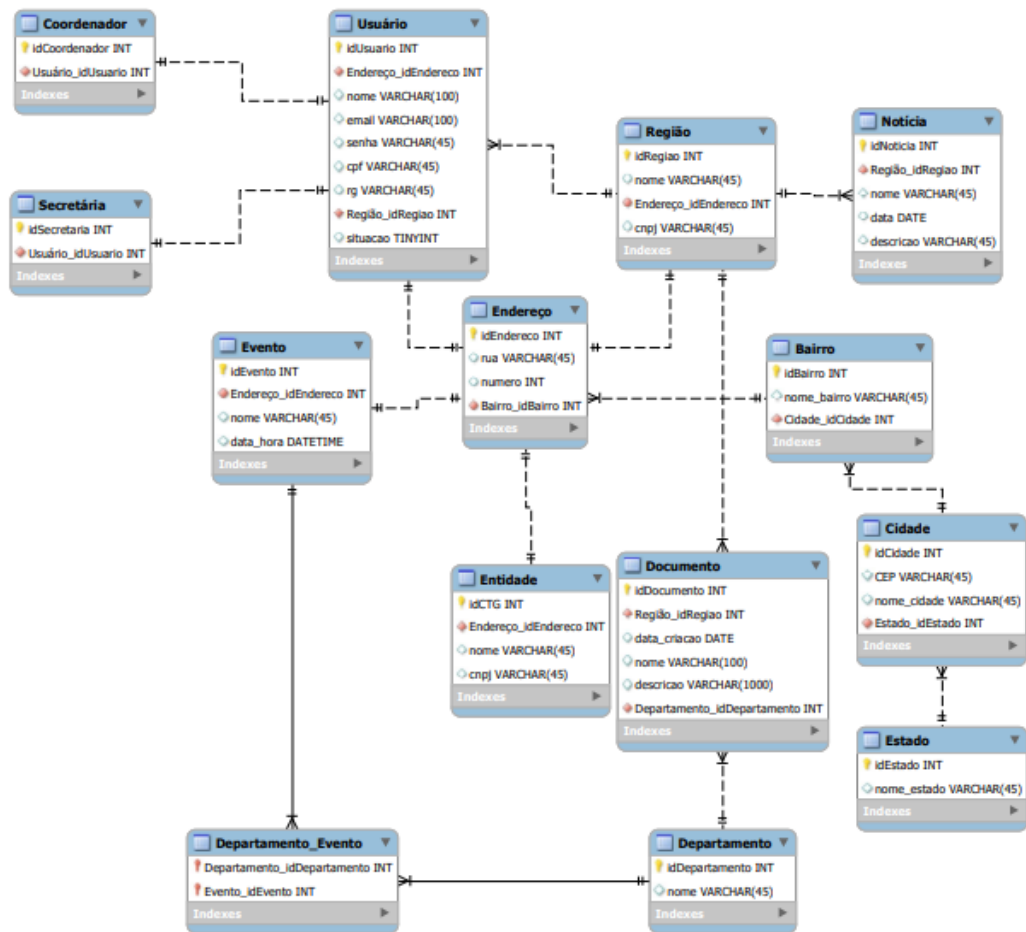 Coordenador
idCoordenador INT
Usuário_idUsuario INT
Indexes
Usuário
idUsuario INT
Endereço_idEndereco INT
nome VARCHAR(100)
email VARCHAR(100)
senha VARCHAR(45)
cpf VARCHAR(45)
rg VARCHAR(45)
Região_idRegiao INT
situacao TINYINT
Indexes
Região
idRegiao INT
nome VARCHAR(45)
Endereço_idEndereco INT
cnpj VARCHAR(45)
Indexes
Notícia
idNoticia INT
Região_idRegiao INT
nome VARCHAR(45)
data DATE
descricao VARCHAR(45)
Indexes
Secretária
idSecretaria INT
Usuário_idUsuario INT
Indexes
Evento
idEvento INT
Endereço_idEndereco INT
nome VARCHAR(45)
data_hora DATETIME
Indexes
Endereço
idEndereco INT
rua VARCHAR(45)
numero INT
Bairro_idBairro INT
Indexes
Bairro
idBairro INT
nome_bairro VARCHAR(45)
Cidade_idCidade INT
Indexes
Cidade
idCidade INT
CEP VARCHAR(45)
nome_cidade VARCHAR(45)
Estado_idEstado INT
Indexes
Entidade
idCTG INT
Endereço_idEndereco INT
nome VARCHAR(45)
cnpj VARCHAR(45)
Indexes
Documento
idDocumento INT
Região_idRegiao INT
data_criacao DATE
nome VARCHAR(100)
descricao VARCHAR(1000)
Departamento_idDepartamento INT
Indexes
Estado
idEstado INT
nome_estado VARCHAR(45)
Indexes
Departamento_Evento
Departamento_idDepartamento INT
Evento_idEvento INT
Indexes
Departamento
idDepartamento INT
nome VARCHAR(45)
Indexes